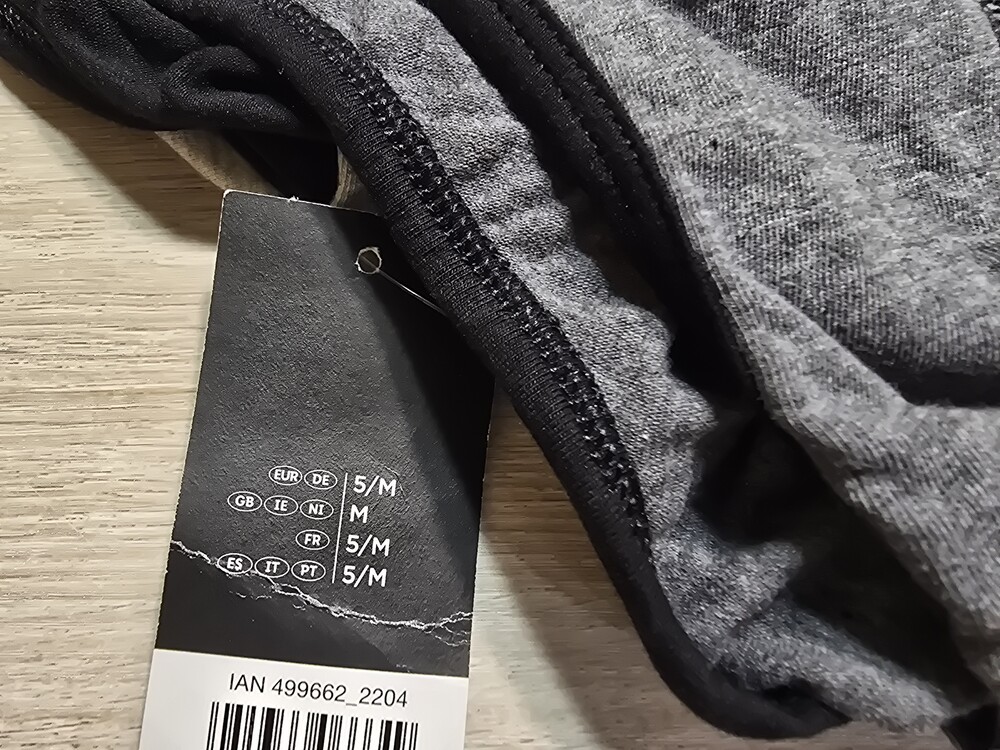 EUR DE 5/M
GB IE NI M
FR 5/M
ES IT PT 5/M
IAN 499662_2204